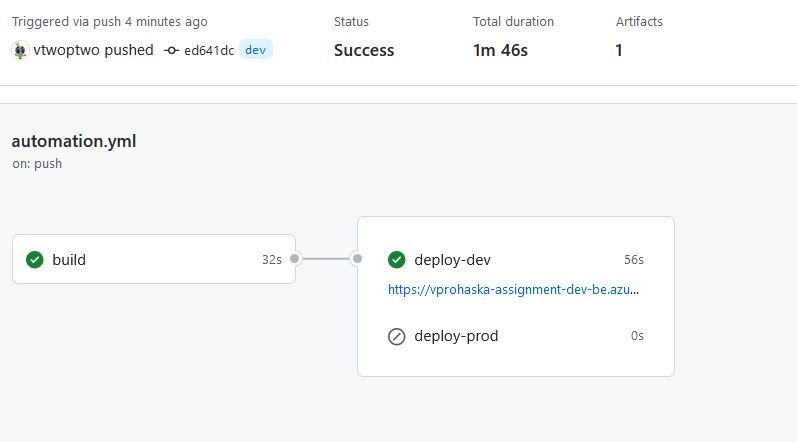 Triggered via push 4 minutes ago
vtwoptwo pushed ed641dc dev
Status
Success
Total duration
1m 46s
Artifacts
1
automation.yml
on: push
build 32s
deploy-dev 56s
https://vprohaska-assignment-dev-be.azu...
deploy-prod 0s